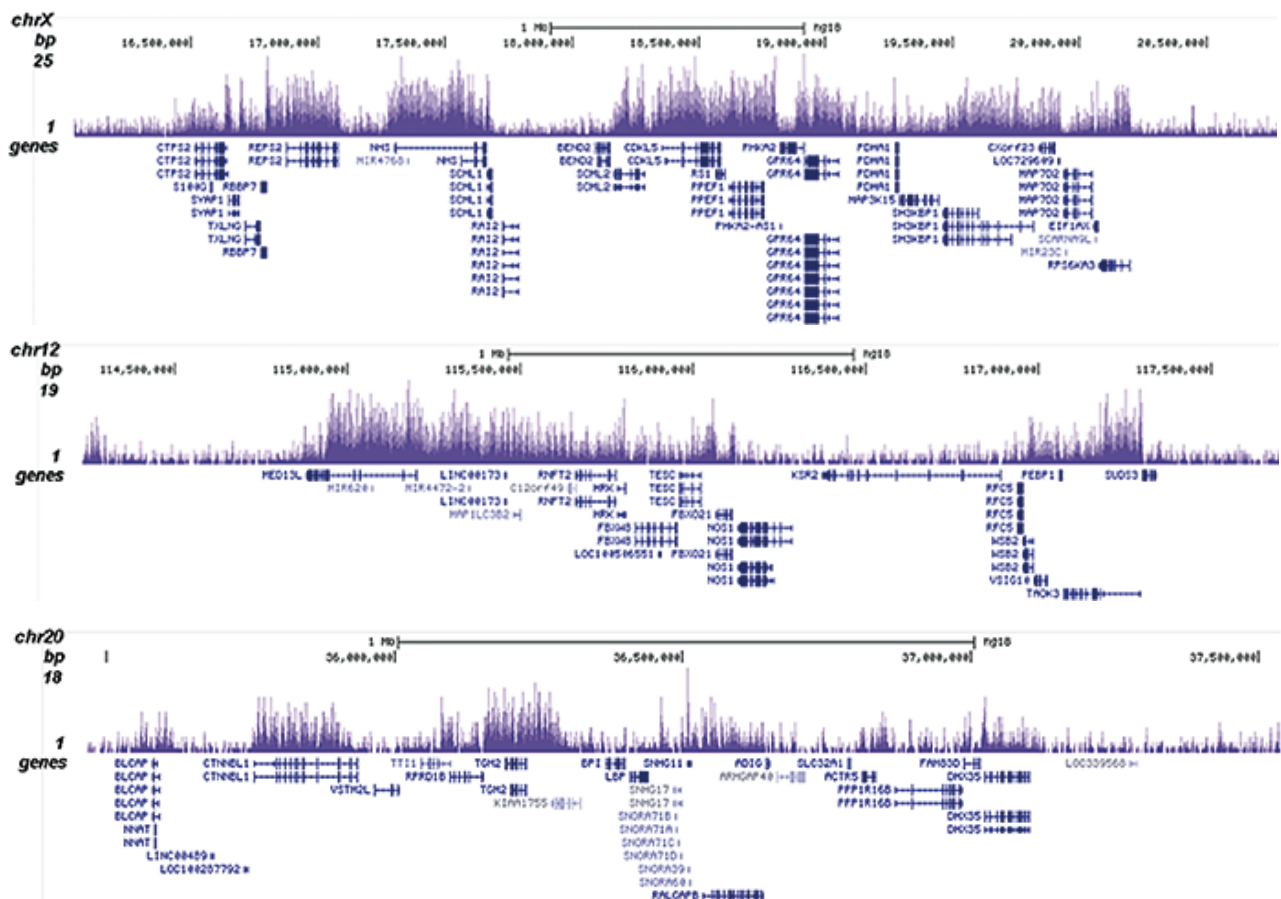 chrX
1 Mb hg18
bp 16,500,000 17,000,000 17,500,000 18,000,000 18,500,000 19,000,000 19,500,000 20,000,000 20,500,000
25
1
genes CTPS2 REPS2 NHS BEND2 CDKL5 PHKA2 PDHA1 CXorf23
CTPS2 REPS2 MIR4768 NHS BEND2 CDKL5 GPR64 PDHA1 LOC729609
CTPS2 SCML1 SCML2 RS1 GPR64 PDHA1 MAP7D2
S100G RBBP7 SCML1 SCML2 PPEF1 PDHA1 MAP7D2
SYAP1 SCML1 PPEF1 MAP3K15 MAP7D2
SYAP1 SCML1 PPEF1 SH3KBP1 MAP7D2
TXLNG RAI2 PHKA2-AS1 SH3KBP1 EIF1AX
TXLNG RAI2 GPR64 SH3KBP1 SCARNA9L
RBBP7 RAI2 GPR64 MIR23C
RAI2 GPR64 RPS6KA3
RAI2 GPR64
RAI2 GPR64
GPR64
GPR64
chr12 1 Mb hg18
bp 114,500,000 115,000,000 115,500,000 116,000,000 116,500,000 117,000,000 117,500,000
19
1
genes MED13L LINC00173 RNFT2 TESC KSR2 PEBP1 SUDS3
MIR620 MIR4472-2 C12orf49 HRK TESC RFC5
LINC00173 RNFT2 TESC RFC5
MAP1LC3B2 HRK FBXO21 RFC5
FBXW8 NOS1 RFC5
FBXW8 NOS1 WSB2
LOC100506551 FBXO21 WSB2
NOS1 WSB2
NOS1 VSIG10
TAOK3
chr20 1 Mb hg18
bp 36,000,000 36,500,000 37,000,000 37,500,000
18
1
genes BLCAP CTNNBL1 TTI1 TGM2 BPI SNHG11 ADIG SLC32A1 FAM83D LOC339568
BLCAP CTNNBL1 RPRD1B LBP ARHGAP40 ACTR5 DHX35
BLCAP VSTM2L TGM2 SNHG17 PPP1R16B
BLCAP KIAA1755 SNHG17 PPP1R16B
BLCAP SNORA71B DHX35
NNAT SNORA71A DHX35
NNAT SNORA71C
LINC00489 SNORA71D
LOC100287792 SNORA39
SNORA60
RALGAPB